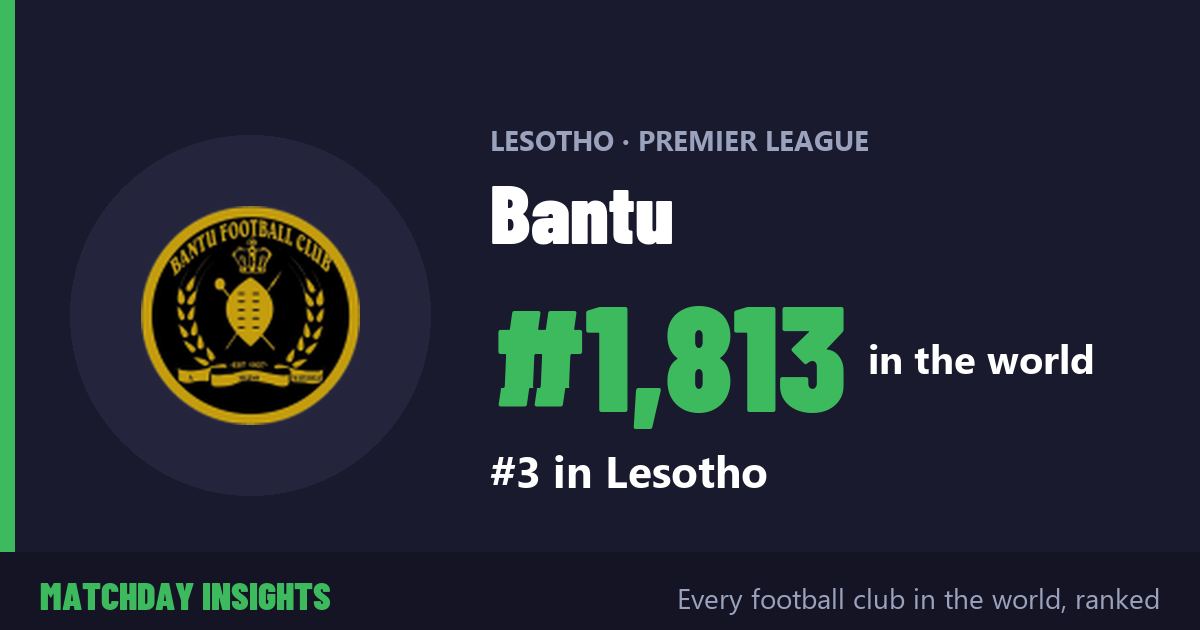 LESOTHO · PREMIER LEAGUE
Bantu
BANTU FOOTBALL CLUB
#1,813 in the world
#3 in Lesotho
MATCHDAY INSIGHTS
Every football club in the world, ranked